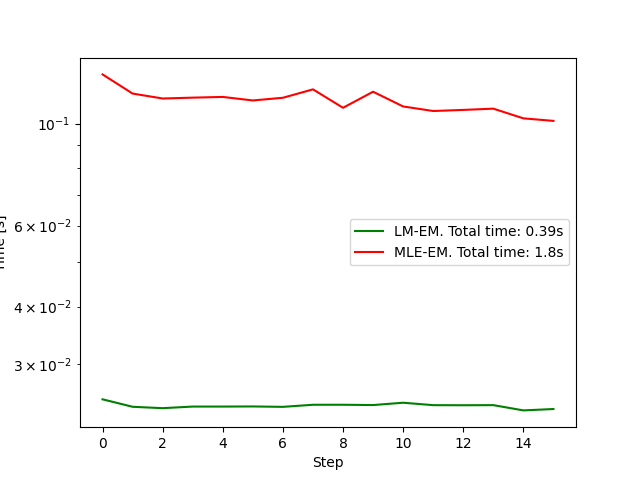 10⁻¹
6 × 10⁻²
4 × 10⁻²
3 × 10⁻²
LM-EM. Total time: 0.39s
MLE-EM. Total time: 1.8s
0 2 4 6 8 10 12 14
Step